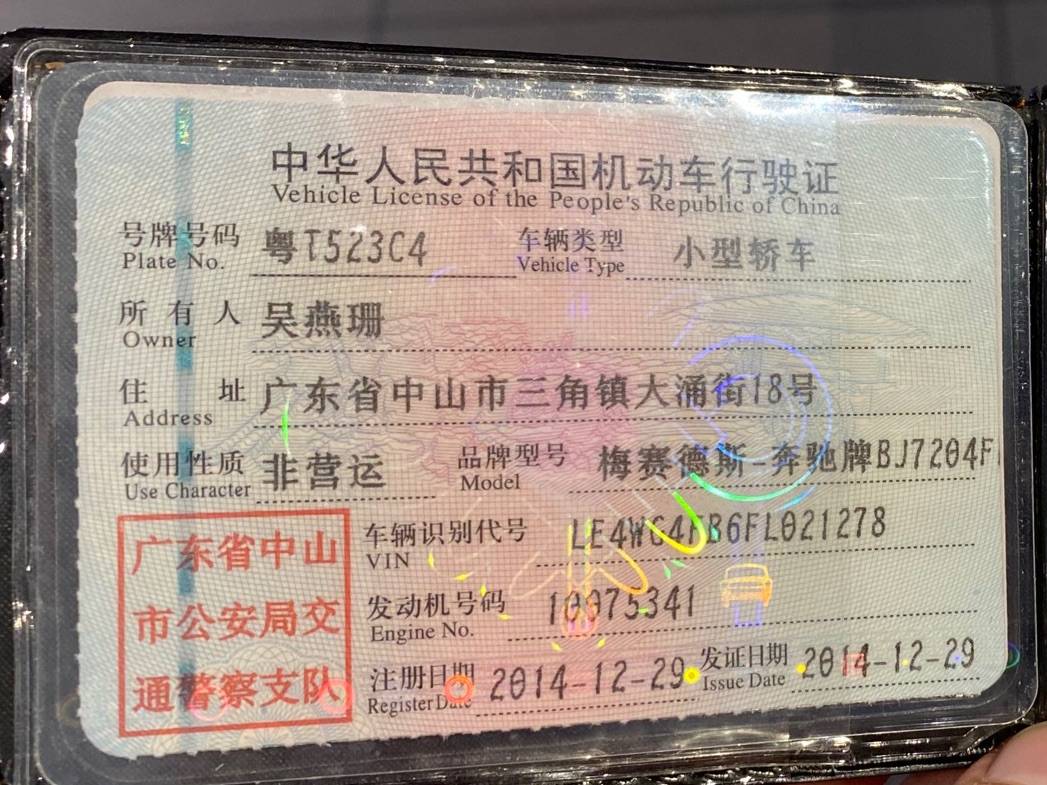 中华人民共和国机动车行驶证
Vehicle License of the People's Republic of China
号牌号码 粤T523C4 车辆类型 小型轿车
Plate No. Vehicle Type
所有人 吴燕珊
Owner
住址 广东省中山市三角镇大涌街18号
Address
使用性质 非营运 品牌型号 梅赛德斯-奔驰牌BJ7204F
Use Character Model
广东省中山
市公安局交
通警察支队
车辆识别代号 LE4WG4FB6FL021278
VIN
发动机号码 10075341
Engine No.
注册日期 2014-12-29 发证日期 2014-12-29
Register Date Issue Date